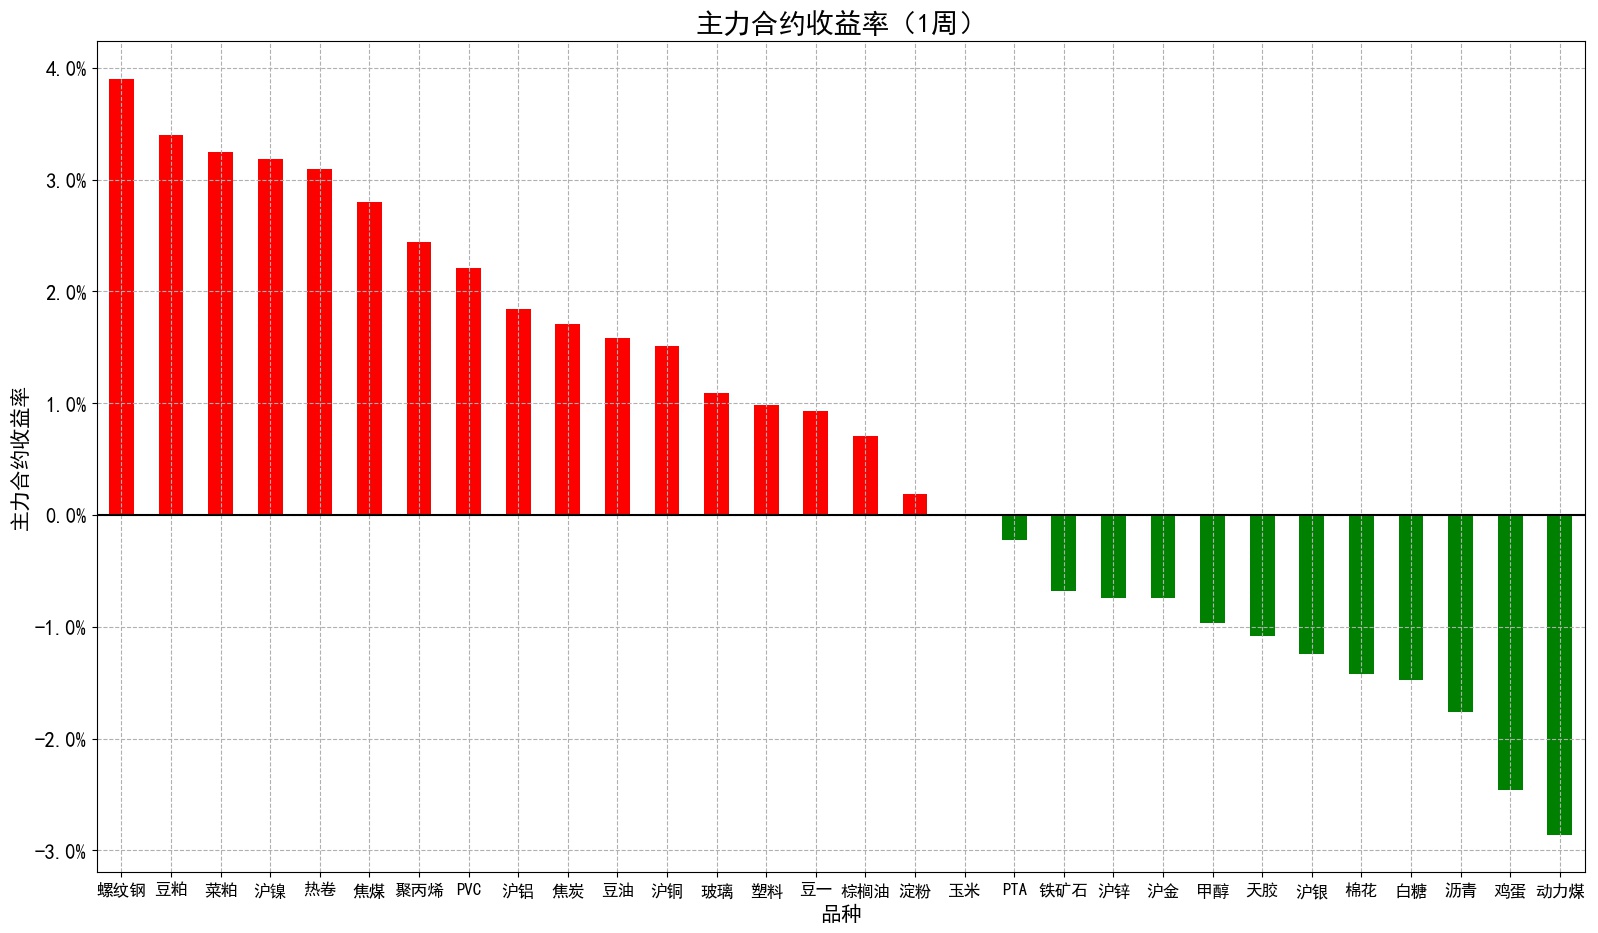 主力合约收益率（1周）
主力合约收益率
4.0%
3.0%
2.0%
1.0%
0.0%
−1.0%
−2.0%
−3.0%
螺纹钢 豆粕 菜粕 沪镍 热卷 焦煤 聚丙烯 PVC 沪铝 焦炭 豆油 沪铜 玻璃 塑料 豆一 棕榈油 淀粉 玉米 PTA 铁矿石 沪锌 沪金 甲醇 天胶 沪银 棉花 白糖 沥青 鸡蛋 动力煤
品种